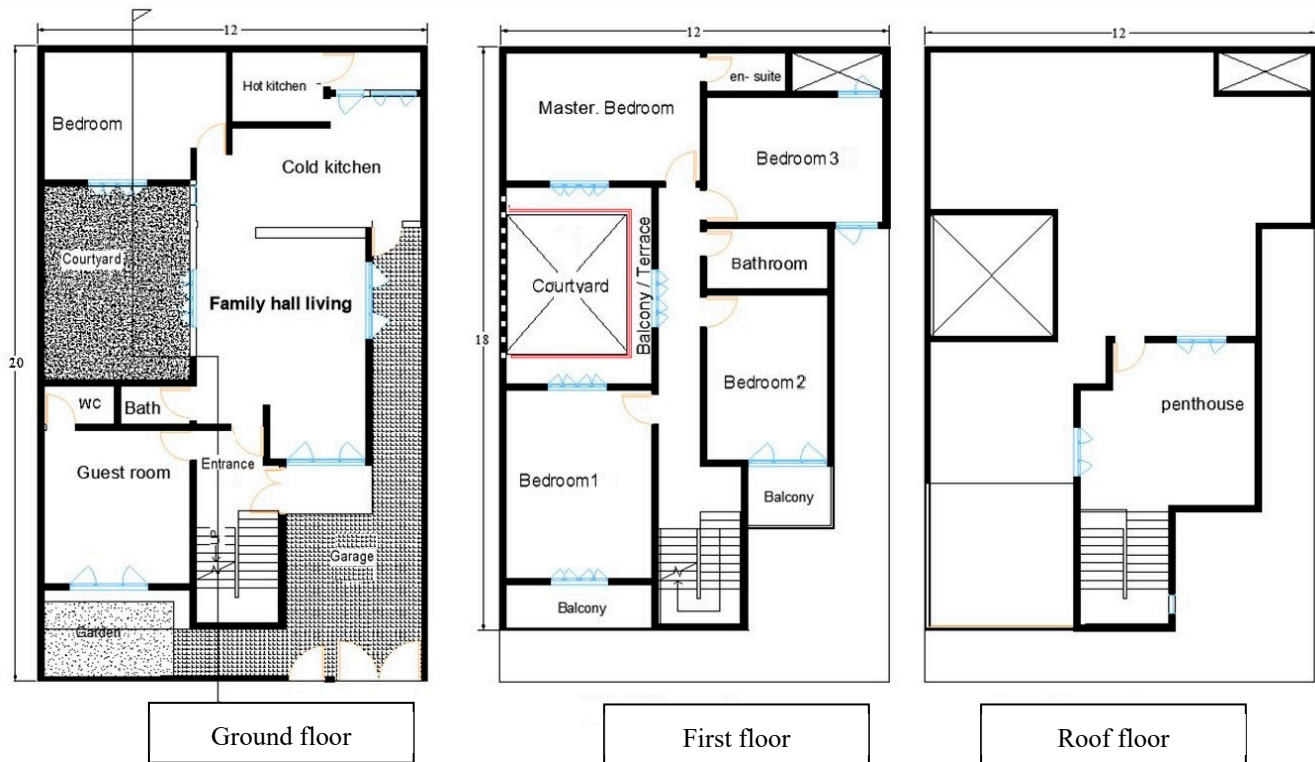 12
20
Hot kitchen
Bedroom
Cold kitchen
Courtyard
Family hall living
WC
Bath
Guest room
Entrance
Garage
Garden
Ground floor
12
18
en- suite
Master. Bedroom
Bedroom 3
Courtyard
Balcony / Terrace
Bathroom
Bedroom2
Bedroom1
Balcony
Balcony
First floor
12
penthouse
Roof floor